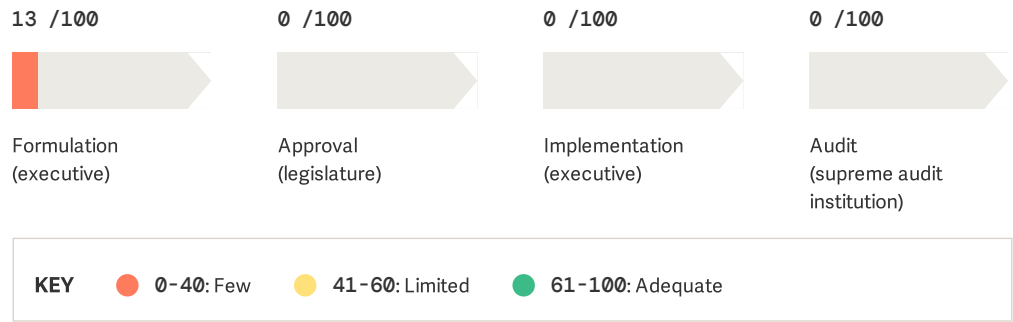 13 /100
0 /100
0 /100
0 /100
Formulation
(executive)
Approval
(legislature)
Implementation
(executive)
Audit
(supreme audit
institution)
KEY 0-40: Few 41-60: Limited 61-100: Adequate